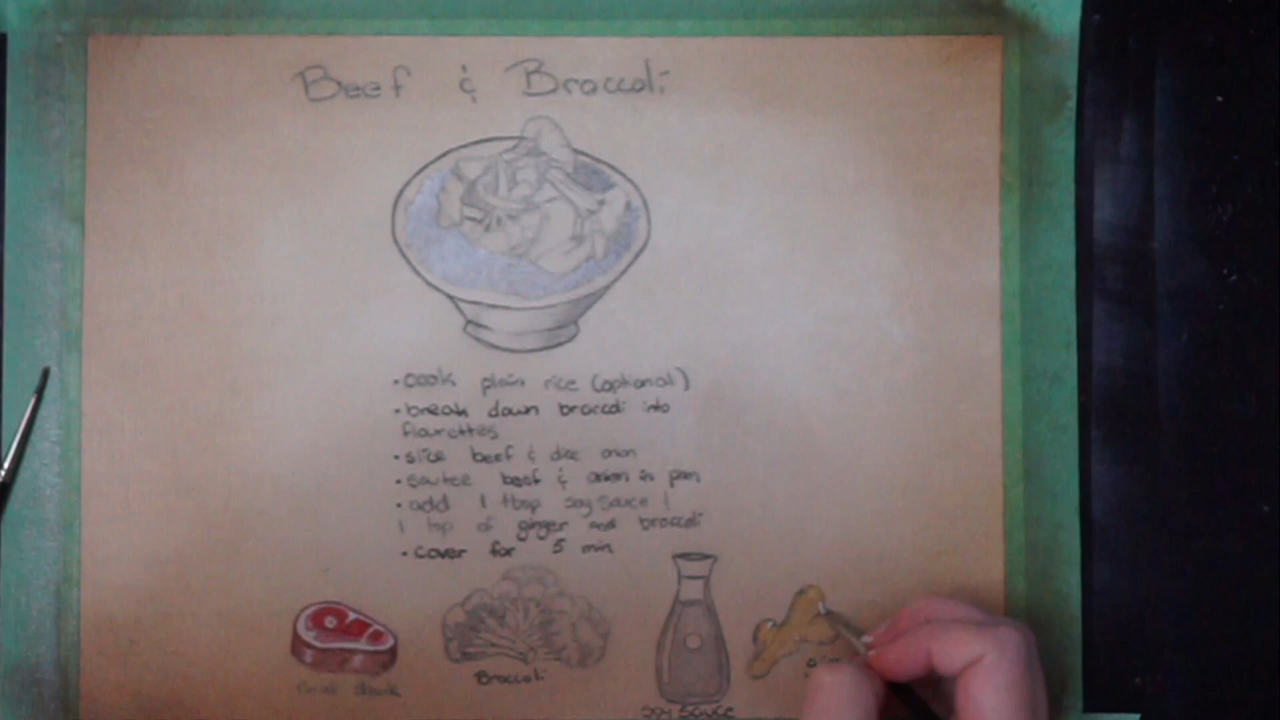 Beef & Broccoli
• cook plain rice (optional)
• break down broccoli into
flourettes
• slice beef & dice onion
• sautee beef & onion in pan
• add 1 tbsp soy sauce !
1 tsp of ginger and broccoli
• cover for 5 min
Broccoli
Soy Sauce